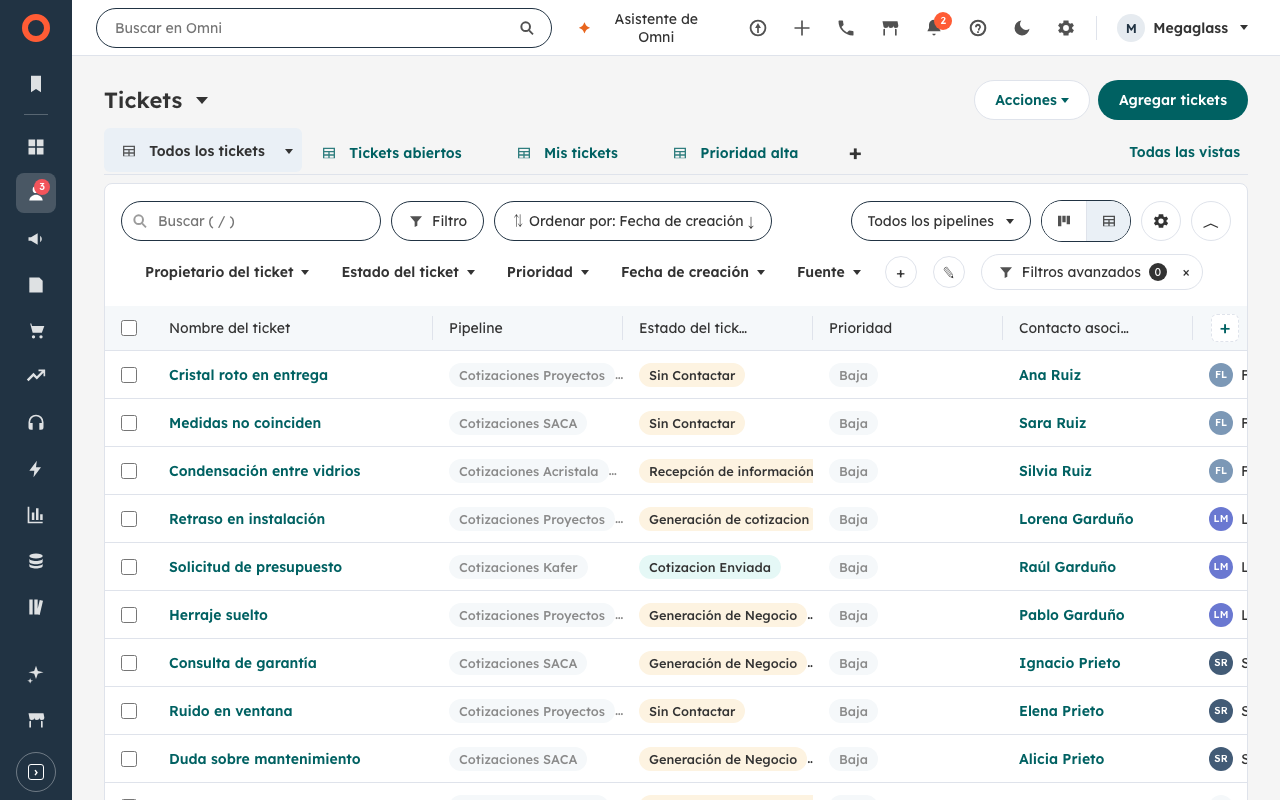 Buscar en Omni
Asistente de
Omni
2
M
Megaglass
3
Tickets
Acciones
Agregar tickets
Todos los tickets
Tickets abiertos
Mis tickets
Prioridad alta
+
Todas las vistas
Buscar ( / )
Filtro
Ordenar por: Fecha de creación ↓
Todos los pipelines
Propietario del ticket
Estado del ticket
Prioridad
Fecha de creación
Fuente
+
Filtros avanzados 0 ×
Nombre del ticket
Pipeline
Estado del tick…
Prioridad
Contacto asoci…
+
Cristal roto en entrega
Cotizaciones Proyectos …
Sin Contactar
Baja
Ana Ruiz
FL
F
Medidas no coinciden
Cotizaciones SACA
Sin Contactar
Baja
Sara Ruiz
FL
F
Condensación entre vidrios
Cotizaciones Acristala …
Recepción de información
Baja
Silvia Ruiz
FL
F
Retraso en instalación
Cotizaciones Proyectos …
Generación de cotizacion
Baja
Lorena Garduño
LM
L
Solicitud de presupuesto
Cotizaciones Kafer
Cotizacion Enviada
Baja
Raúl Garduño
LM
L
Herraje suelto
Cotizaciones Proyectos …
Generación de Negocio …
Baja
Pablo Garduño
LM
L
Consulta de garantía
Cotizaciones SACA
Generación de Negocio …
Baja
Ignacio Prieto
SR
S
Ruido en ventana
Cotizaciones Proyectos …
Sin Contactar
Baja
Elena Prieto
SR
S
Duda sobre mantenimiento
Cotizaciones SACA
Generación de Negocio …
Baja
Alicia Prieto
SR
S